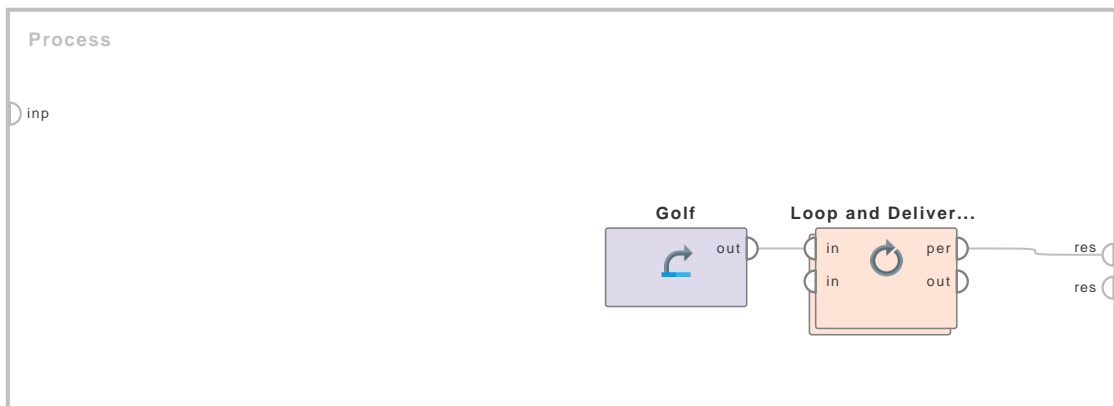 Process
inp
Golf
Loop and Deliver...
out
in
per
res
in
out
res